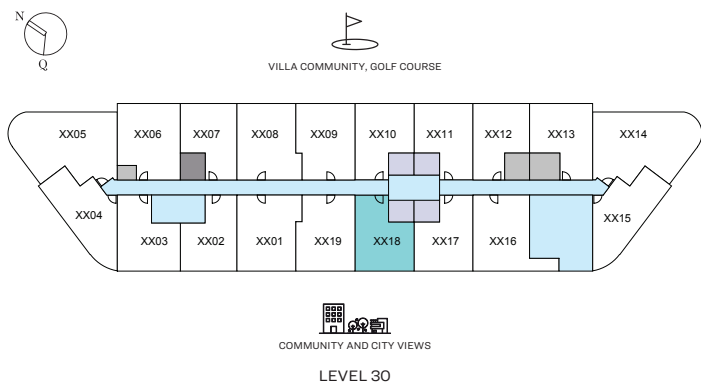 N
Q
VILLA COMMUNITY, GOLF COURSE
XX05 XX06 XX07 XX08 XX09 XX10 XX11 XX12 XX13 XX14
XX04 XX03 XX02 XX01 XX19 XX18 XX17 XX16 XX15
COMMUNITY AND CITY VIEWS
LEVEL 30